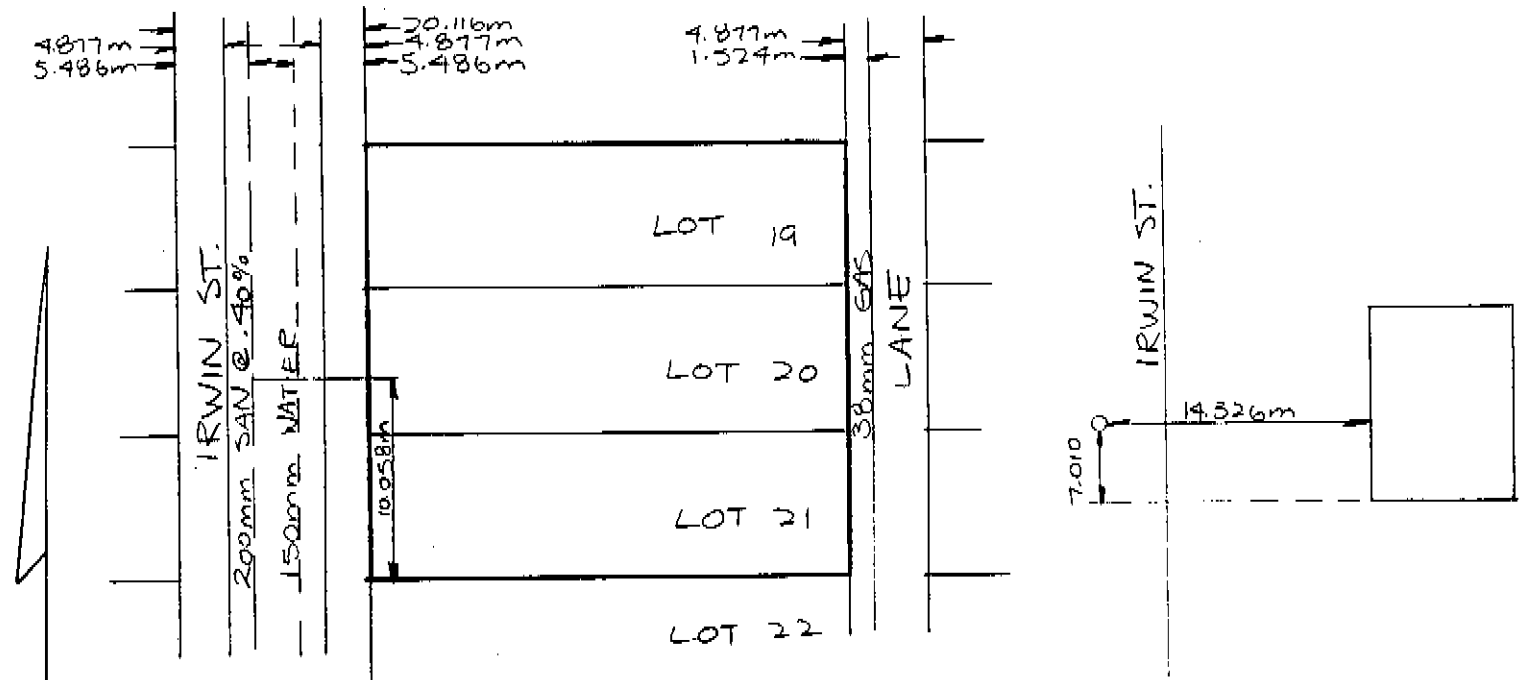 20.116m
4.877m
4.877m
5.486m
5.486m
4.877m
1.524m
IRWIN ST.
200mm SAN @ .40%
150mm WATER
10.058m
LOT 19
LOT 20
LOT 21
LOT 22
38mm GAS
LANE
IRWIN ST.
14.326m
7.010